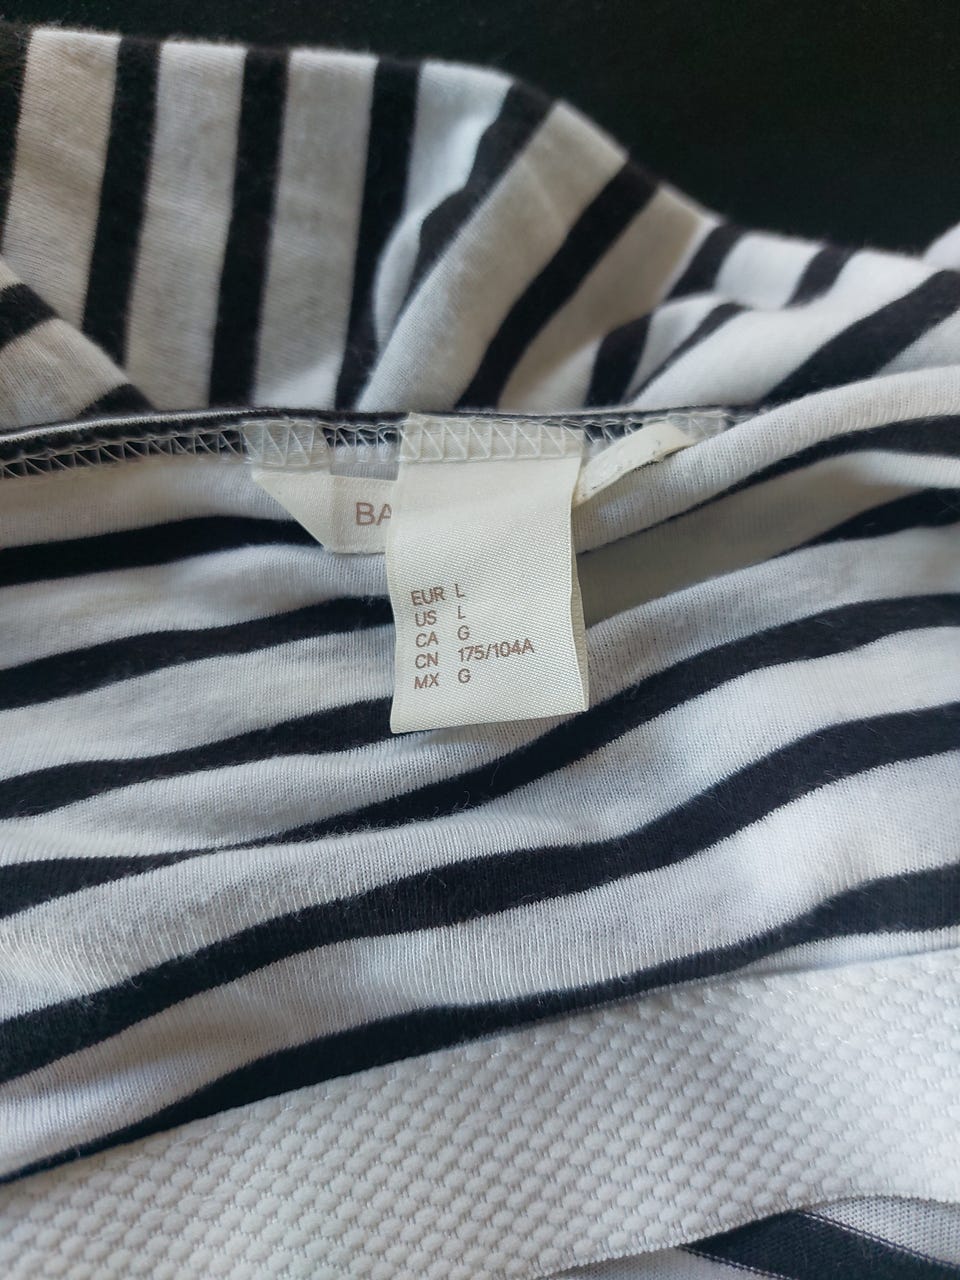 BA
EUR L
US L
CA G
CN 175/104A
MX G